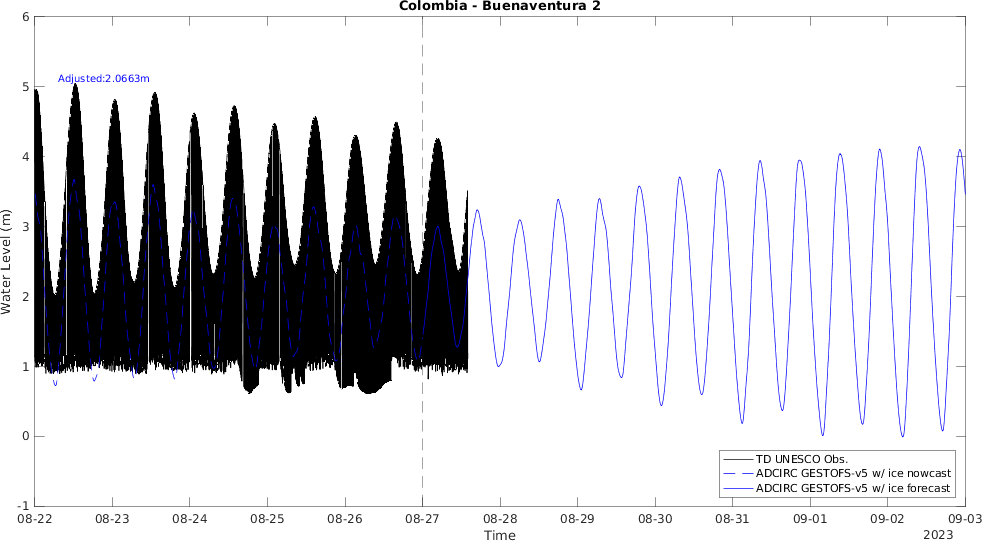 Colombia - Buenaventura 2
Adjusted:2.0663m
Water Level (m)
6
5
4
3
2
1
0
-1
08-22 08-23 08-24 08-25 08-26 08-27 08-28 08-29 08-30 08-31 09-01 09-02 09-03
Time
2023
TD UNESCO Obs.
ADCIRC GESTOFS-v5 w/ ice nowcast
ADCIRC GESTOFS-v5 w/ ice forecast